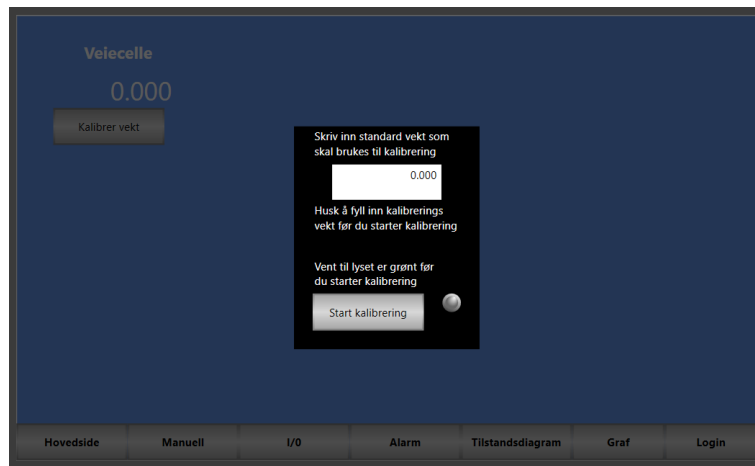 Veiecelle
0.000
Kalibrer vekt
Skriv inn standard vekt som
skal brukes til kalibrering
0.000
Husk å fyll inn kalibrerings
vekt før du starter kalibrering
Vent til lyset er grønt før
du starter kalibrering
Start kalibrering
Hovedside Manuell I/0 Alarm Tilstandsdiagram Graf Login